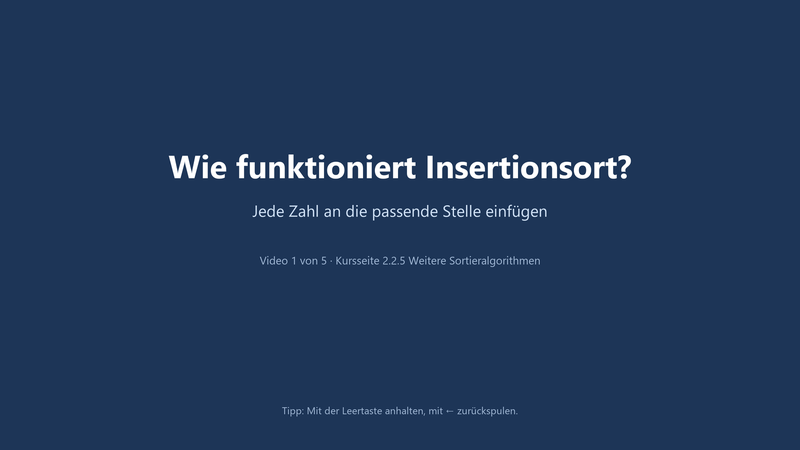 Wie funktioniert Insertionsort?
Jede Zahl an die passende Stelle einfügen
Video 1 von 5 · Kursseite 2.2.5 Weitere Sortieralgorithmen
Tipp: Mit der Leertaste anhalten, mit ← zurückspulen.